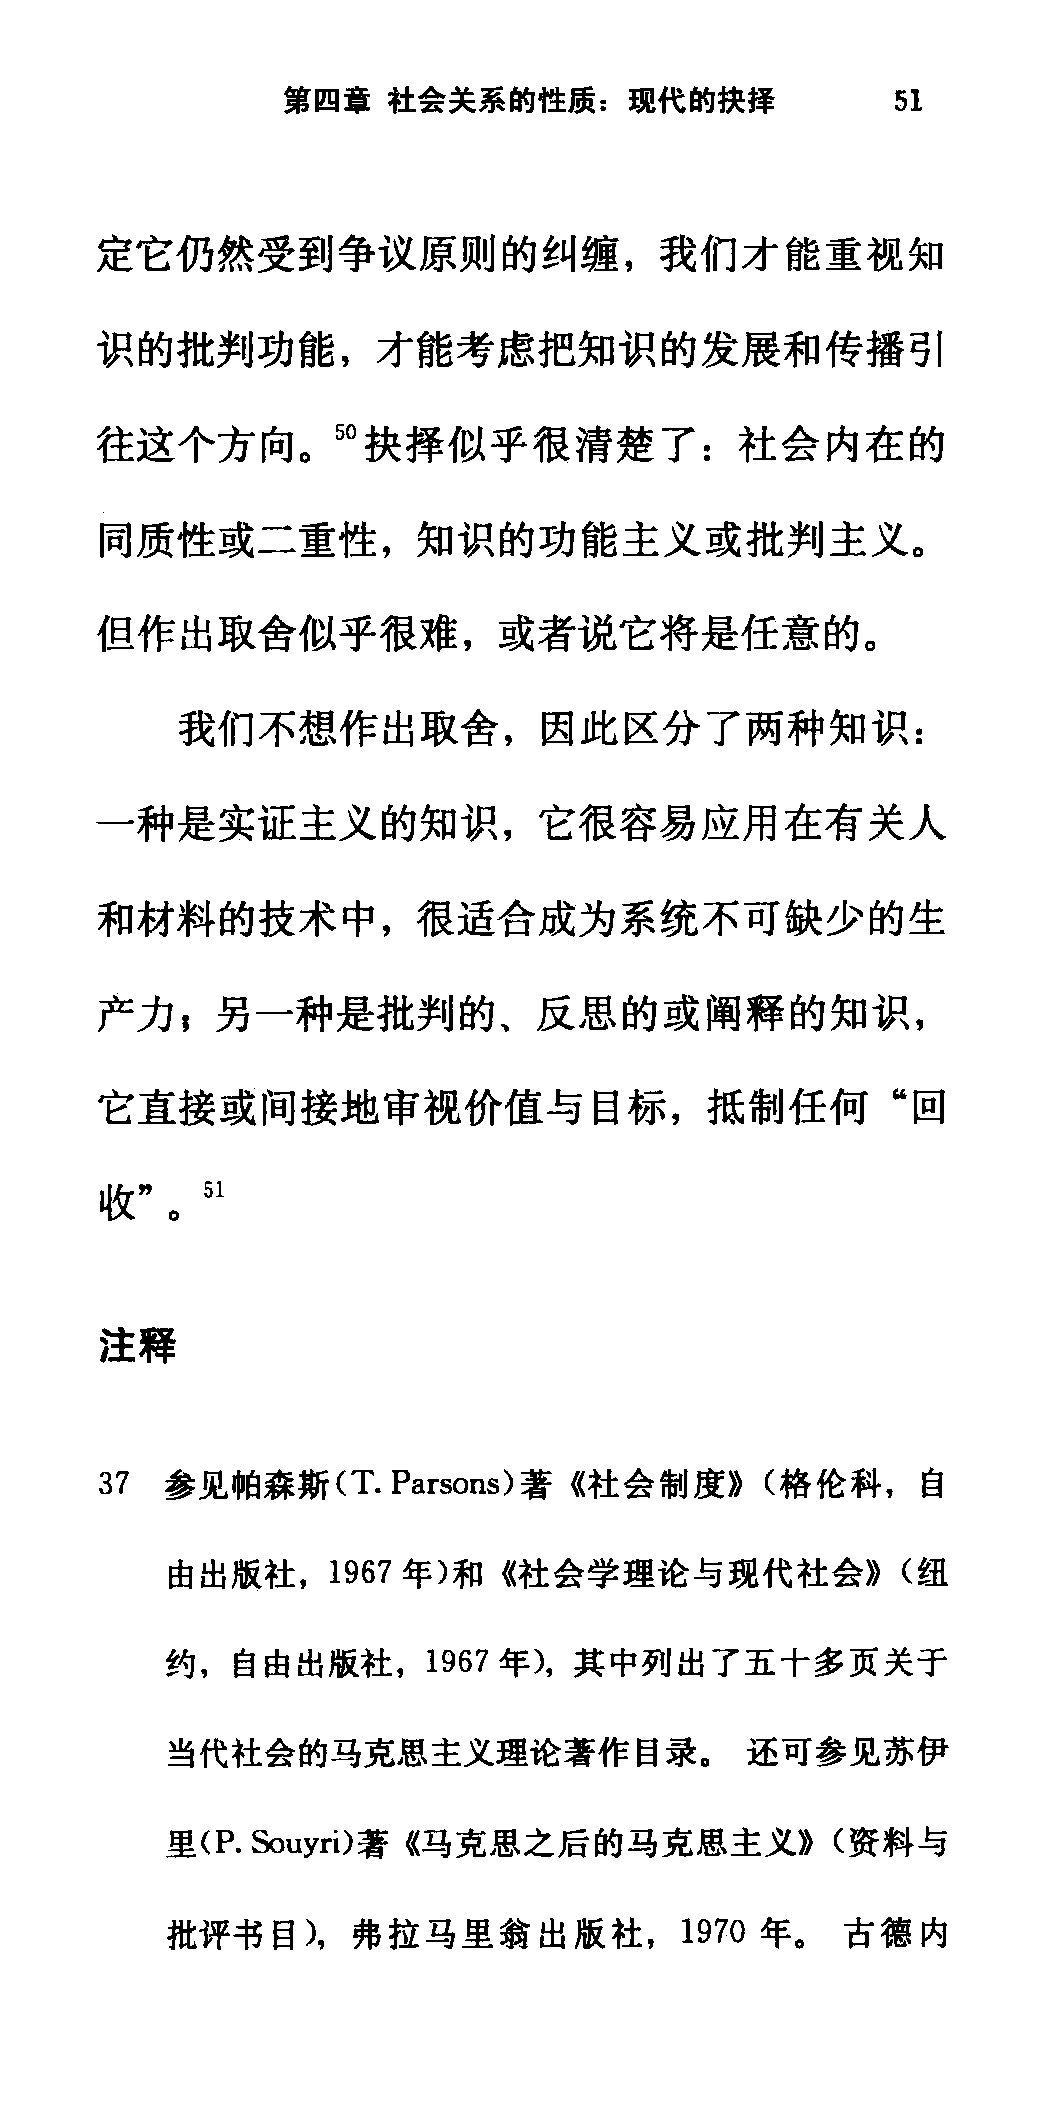 第四章 社会关系的性质：现代的抉择 51
定它仍然受到争议原则的纠缠，我们才能重视知
识的批判功能，才能考虑把知识的发展和传播引
往这个方向。50 抉择似乎很清楚了：社会内在的
同质性或二重性，知识的功能主义或批判主义。
但作出取舍似乎很难，或者说它将是任意的。
我们不想作出取舍，因此区分了两种知识：
一种是实证主义的知识，它很容易应用在有关人
和材料的技术中，很适合成为系统不可缺少的生
产力；另一种是批判的、反思的或阐释的知识，
它直接或间接地审视价值与目标，抵制任何“回
收”。51
注释
37 参见帕森斯(T. Parsons)著《社会制度》（格伦科，自
由出版社，1967 年)和《社会学理论与现代社会》（纽
约，自由出版社，1967 年)，其中列出了五十多页关于
当代社会的马克思主义理论著作目录。 还可参见苏伊
里(P. Souyri)著《马克思之后的马克思主义》（资料与
批评书目)，弗拉马里翁出版社，1970 年。 古德内